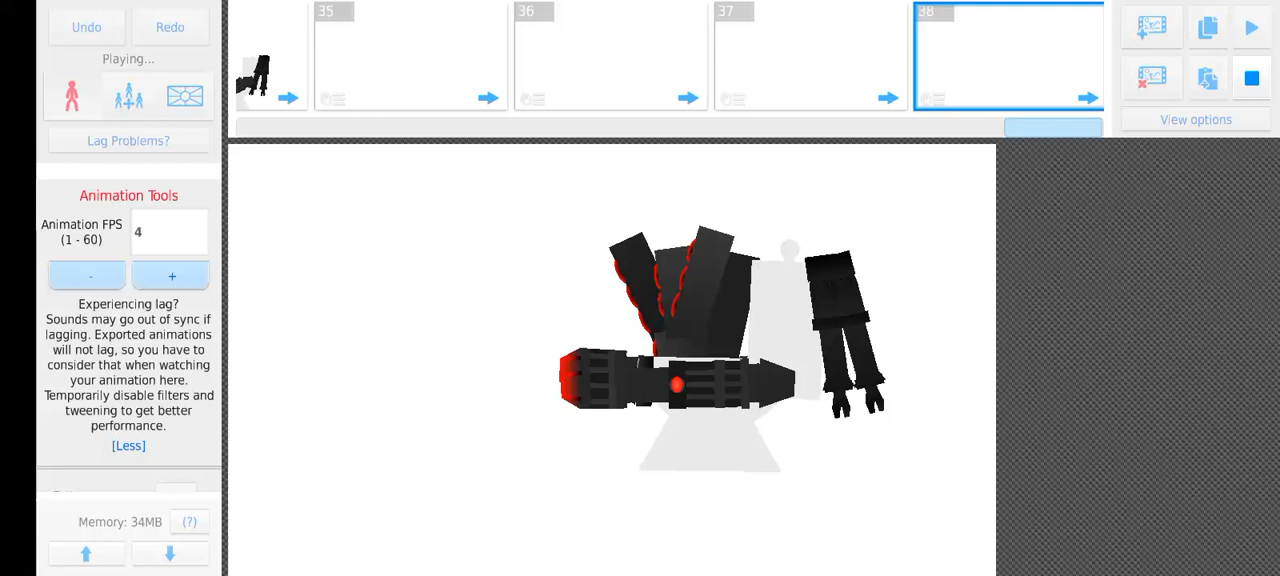 Undo
Redo
Playing...
Lag Problems?
Animation Tools
Animation FPS
(1 - 60)
4
-
+
Experiencing lag?
Sounds may go out of sync if
lagging. Exported animations
will not lag, so you have to
consider that when watching
your animation here.
Temporarily disable filters and
tweening to get better
performance.
[Less]
Memory: 34MB
(?)
35
36
37
38
View options